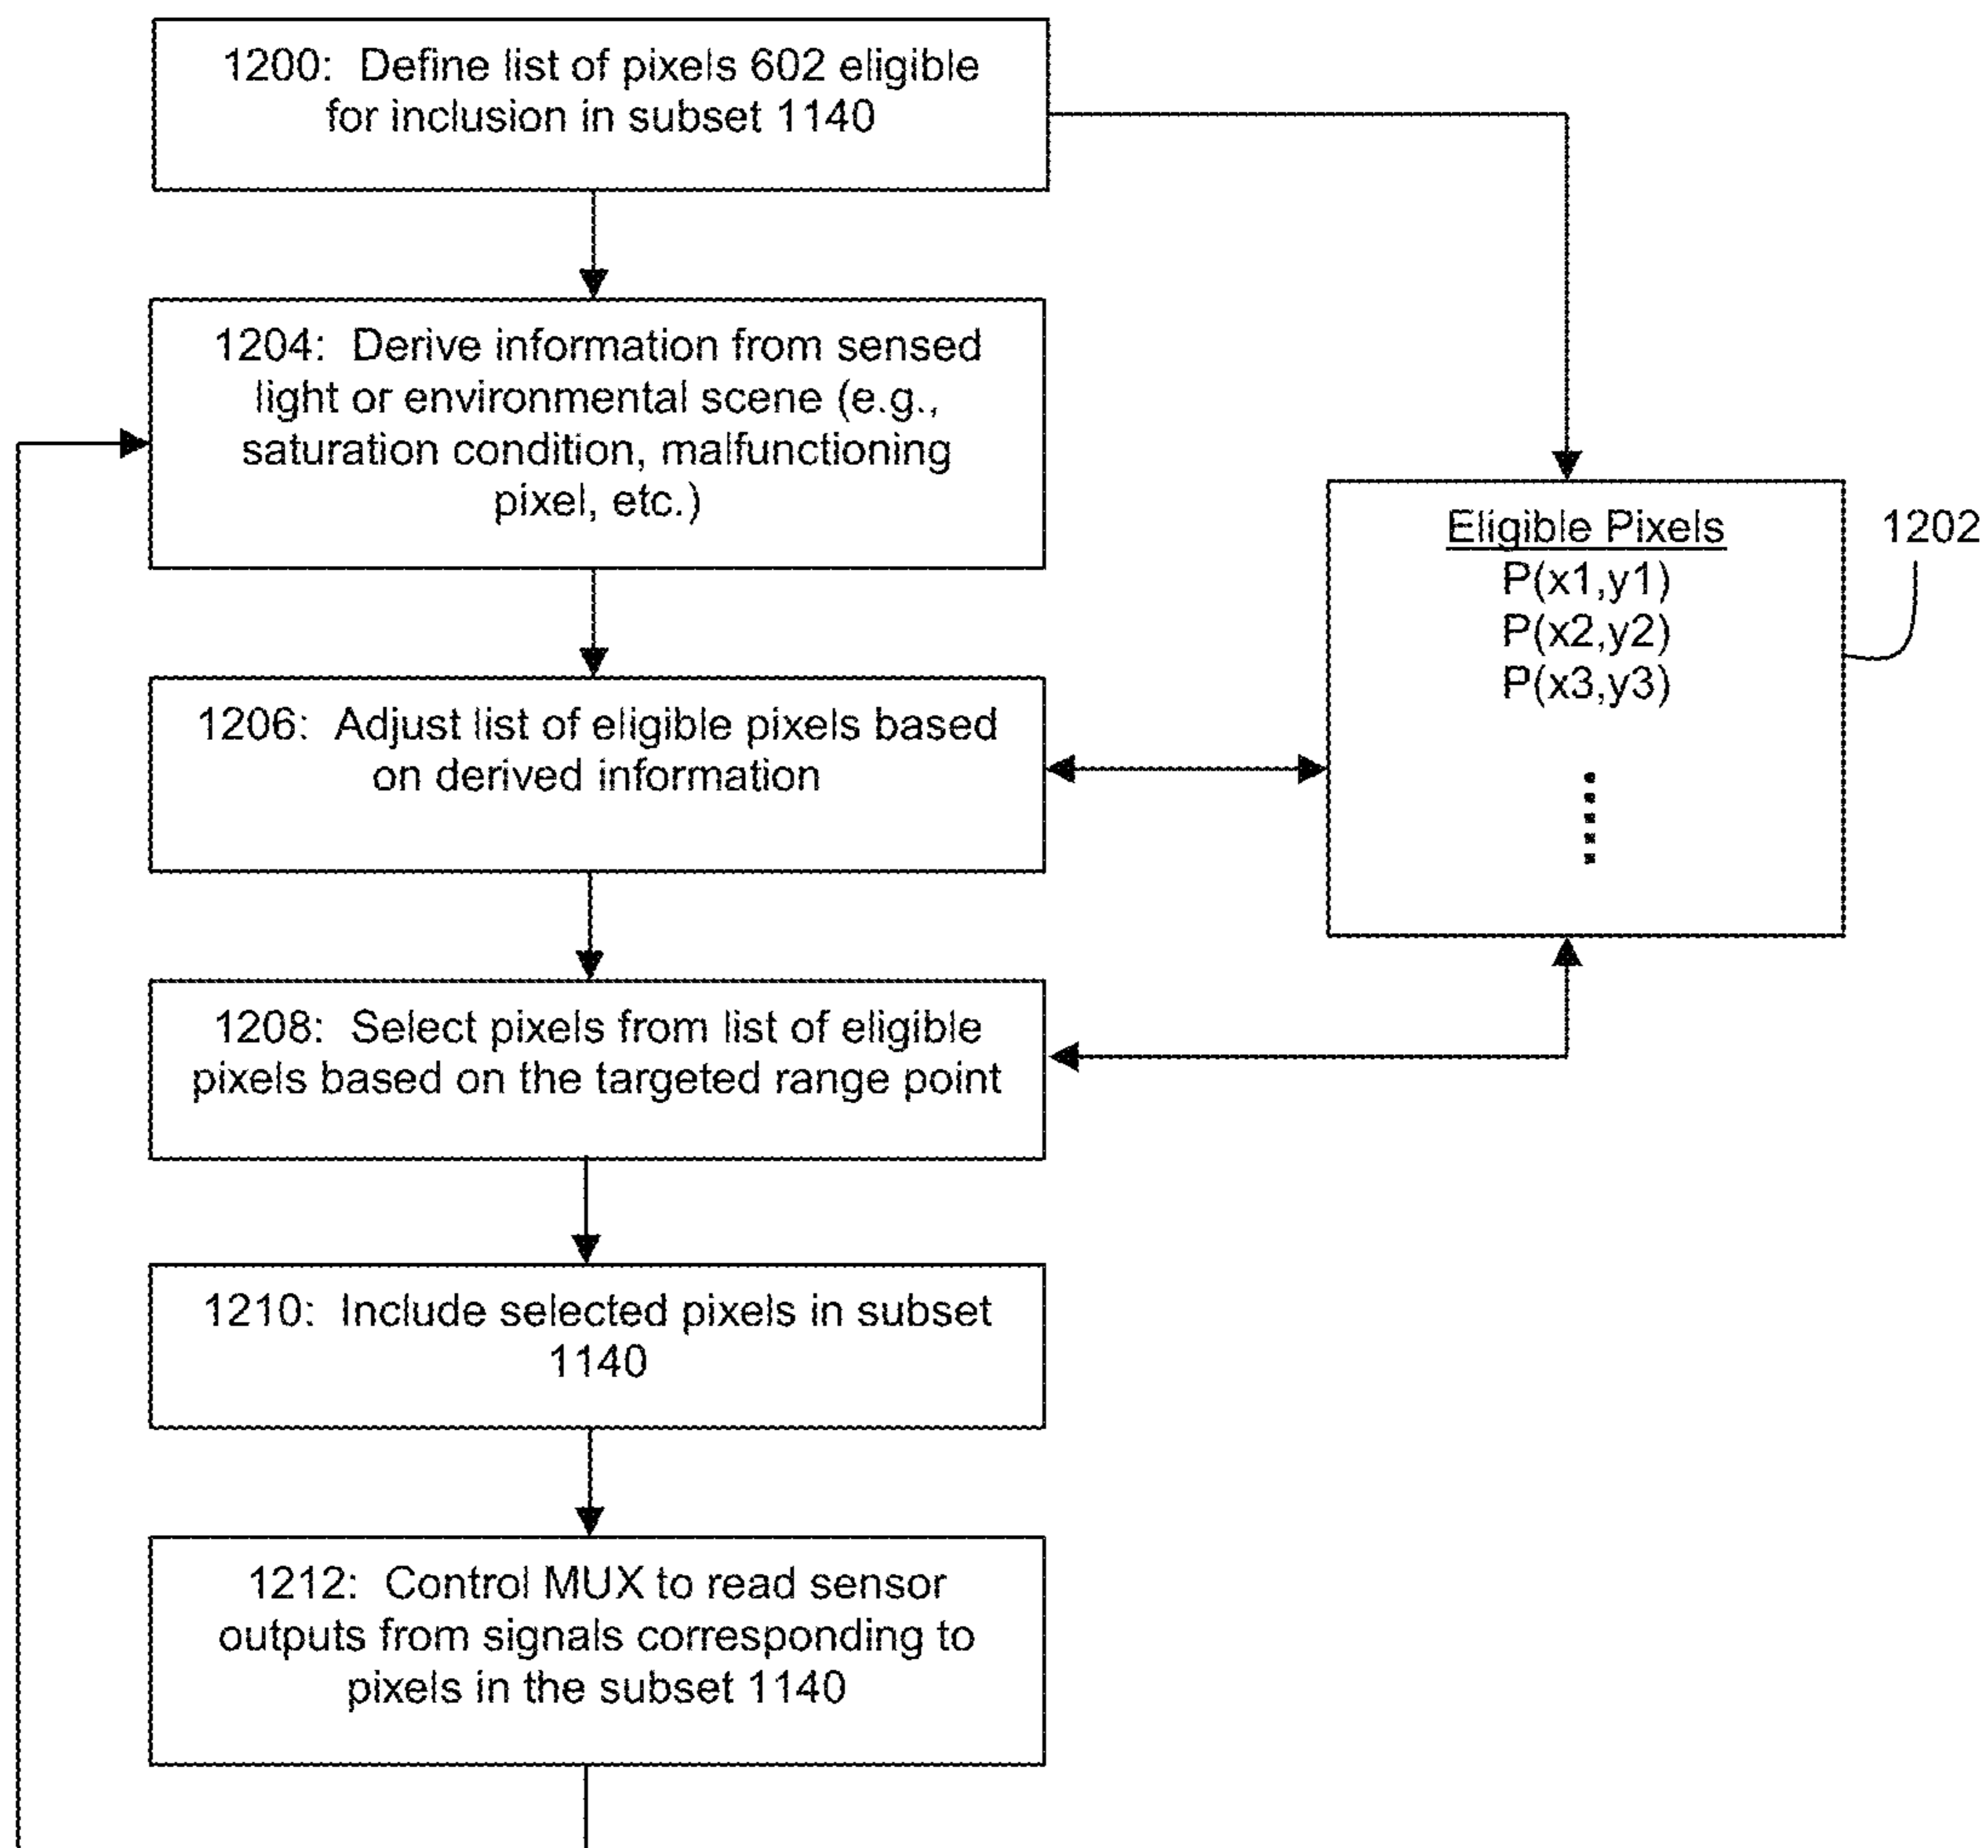 1200: Define list of pixels 602 eligible
for inclusion in subset 1140
1204: Derive information from sensed
light or environmental scene (e.g.,
saturation condition, malfunctioning
pixel, etc.)
Eligible Pixels
P(x1,y1)
P(x2,y2)
P(x3,y3)
1202
1206: Adjust list of eligible pixels based
on derived information
1208: Select pixels from list of eligible
pixels based on the targeted range point
1210: Include selected pixels in subset
1140
1212: Control MUX to read sensor
outputs from signals corresponding to
pixels in the subset 1140